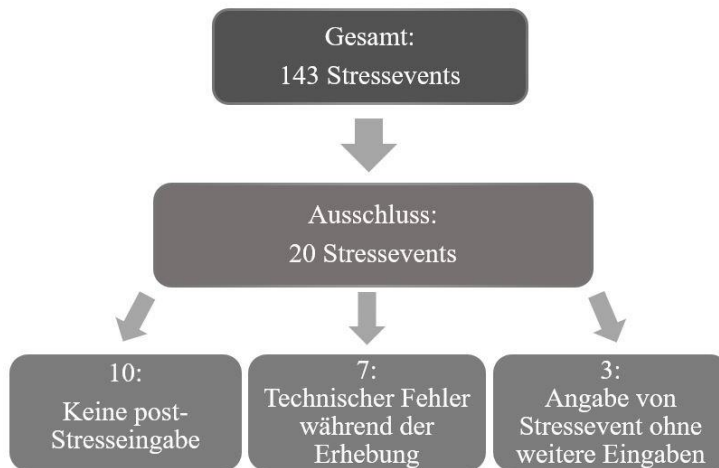 Gesamt:
143 Stressevents
Ausschluss:
20 Stressevents
10:
Keine post-
Stresseingabe
7:
Technischer Fehler
während der
Erhebung
3:
Angabe von
Stressevent ohne
weitere Eingaben